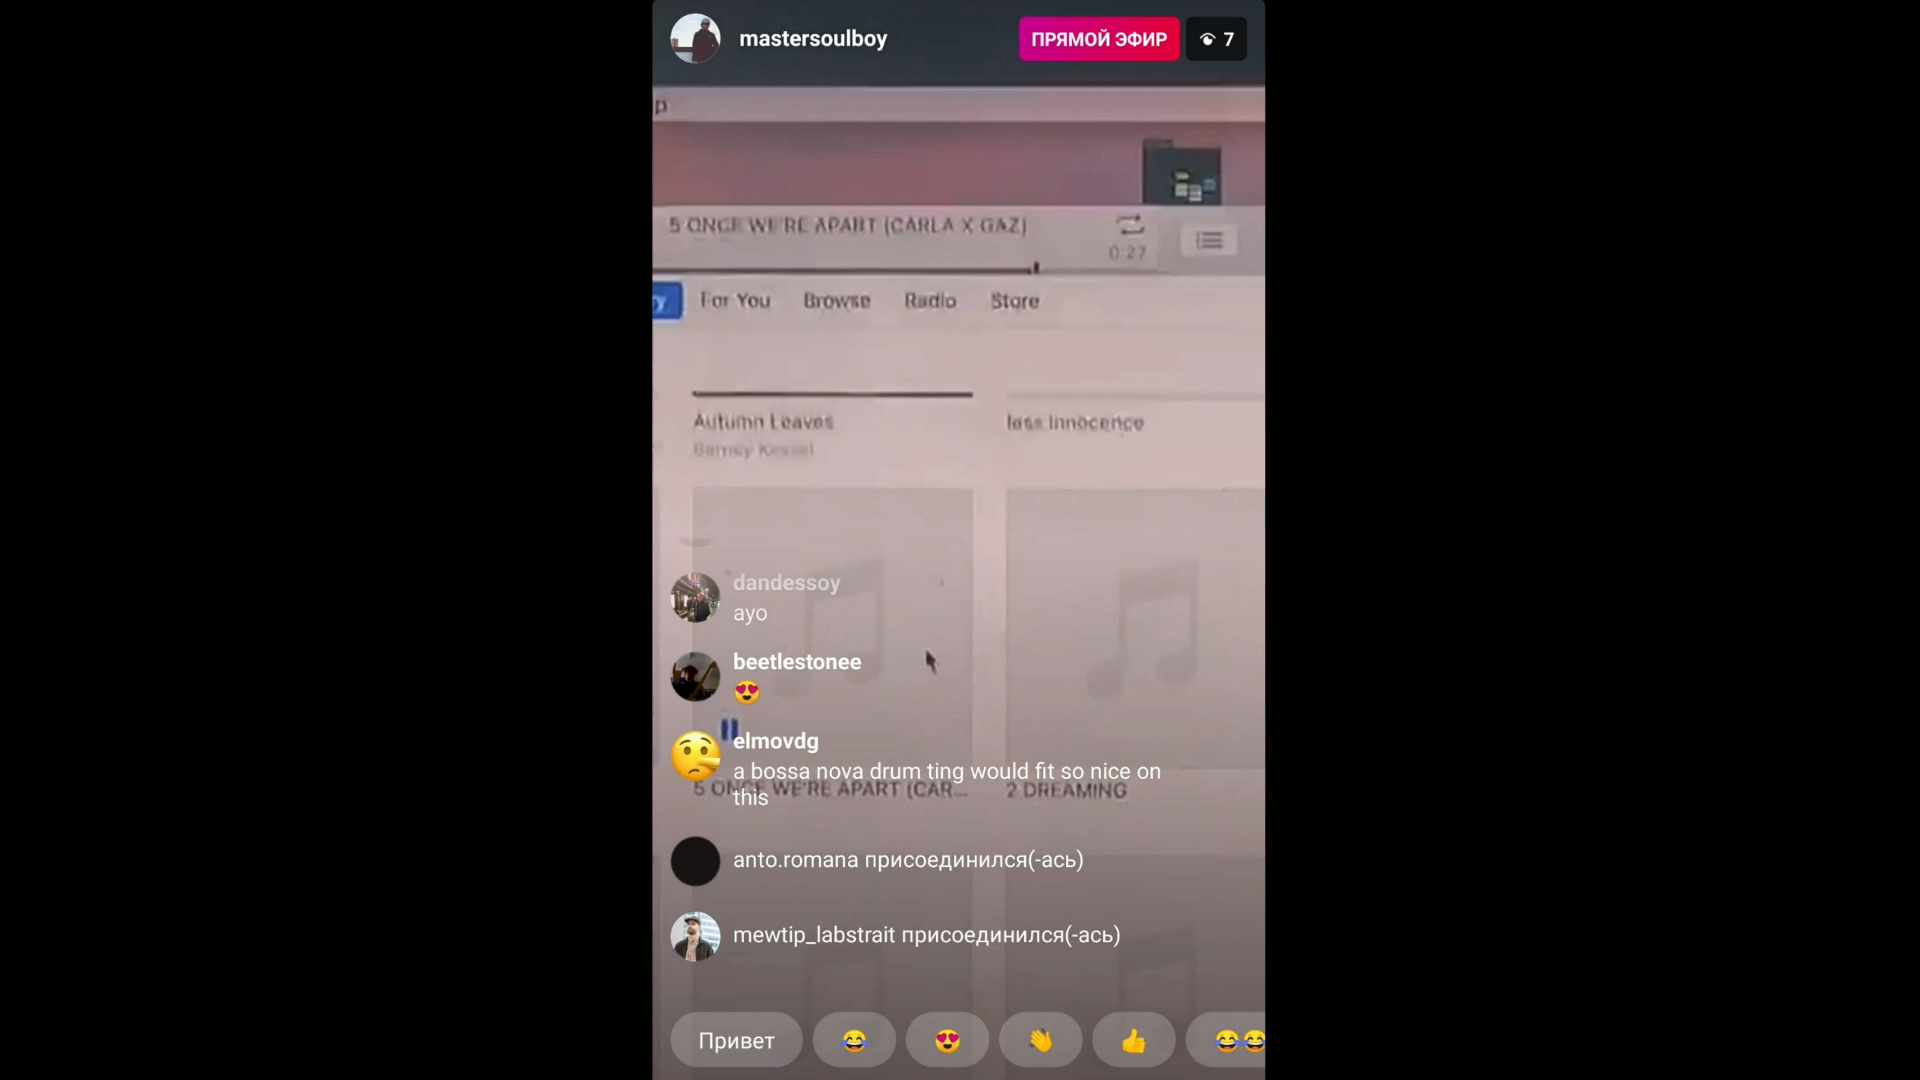 mastersoulboy
ПРЯМОЙ ЭФИР
7
p
5 ONCE WE'RE APART (CARLA X GAZ)
0:27
y
For You
Browse
Radio
Store
Autumn Leaves
less innocence
Barney Kessel
dandessoy
ayo
beetlestonee
elmovdg
a bossa nova drum ting would fit so nice on
this
5 ONCE WE'RE APART (CAR...
2 DREAMING
anto.romana присоединился(-ась)
mewtip_labstrait присоединился(-ась)
Привет